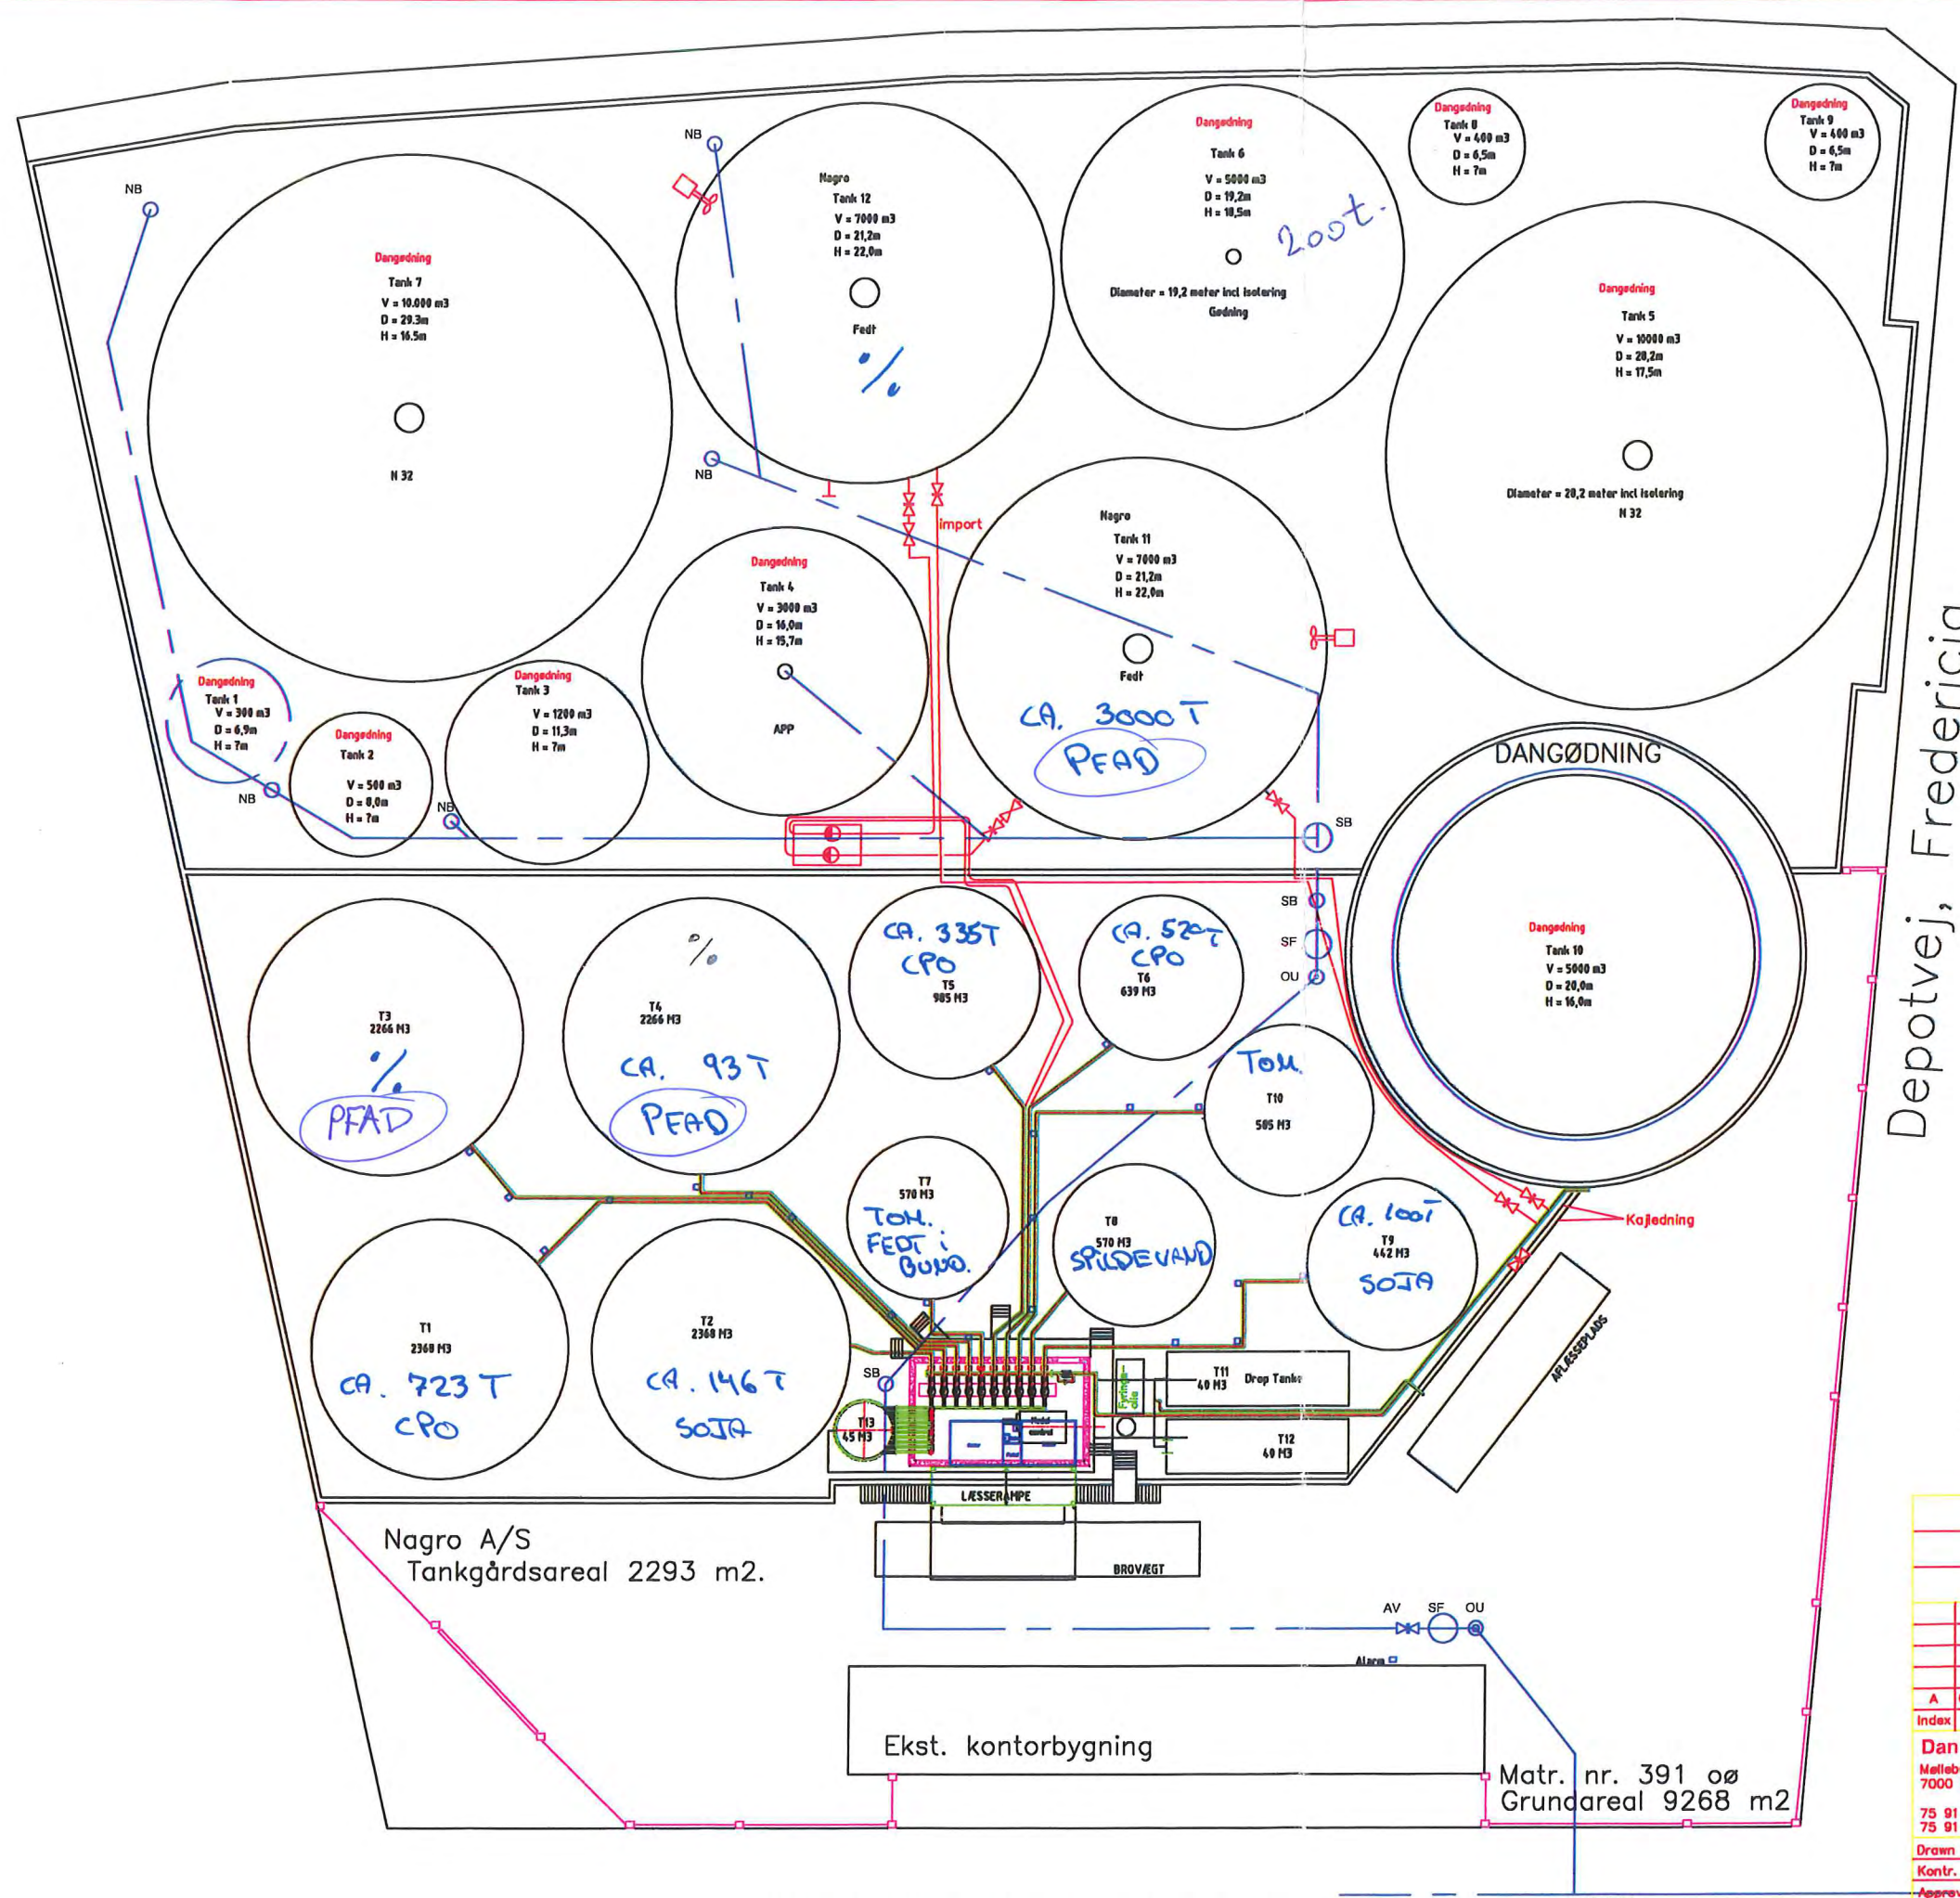 NB
Dangødning
Tank 7
V = 10.000 m3
D = 29.3m
H = 16.5m
N 32
NB
Nagro
Tank 12
V = 7000 m3
D = 21,2m
H = 22,0m
Fedt
%
NB
Dangødning
Tank 6
V = 5000 m3
D = 19,2m
H = 18,5m
200t.
Diameter = 19,2 meter incl isolering
Gødning
Dangødning
Tank 8
V = 400 m3
D = 6,5m
H = ?m
Dangødning
Tank 9
V = 400 m3
D = 6,5m
H = ?m
Dangødning
Tank 5
V = 10000 m3
D = 28,2m
H = 17,5m
Diameter = 28,2 meter incl isolering
N 32
import
Dangødning
Tank 4
V = 3000 m3
D = 16,0m
H = 15,7m
APP
Nagro
Tank 11
V = 7000 m3
D = 21,2m
H = 22,0m
Fedt
CA. 3000 T
PFAD
Dangødning
Tank 1
V = 300 m3
D = 6,9m
H = ?m
NB
Dangødning
Tank 2
V = 500 m3
D = 8,0m
H = ?m
NB
Dangødning
Tank 3
V = 1200 m3
D = 11,3m
H = ?m
SB
SB
SF
OU
DANGØDNING
Dangødning
Tank 10
V = 5000 m3
D = 20,0m
H = 16,0m
Depotvej, Fredericia
T3
2266 M3
%
PFAD
%
T4
2266 M3
CA. 93 T
PFAD
CA. 335T
CPO
T5
985 M3
CA. 520T
CPO
T6
639 M3
TOM.
T10
585 M3
T7
570 M3
TOM.
FEDT i
BUND.
T8
570 M3
SPILDEVAND
CA. 100T
T9
442 M3
SOJA
Kajledning
T1
2368 M3
CA. 723 T
CPO
T2
2368 M3
CA. 146 T
SOJA
SB
T13
45 M3
Fyrings-
olie
T11
40 M3
Drop Tanke
T12
40 M3
AFLÆSSEPLADS
LÆSSERAMPE
BROVÆGT
Nagro A/S
Tankgårdsareal 2293 m2.
AV
SF
OU
Alarm
Ekst. kontorbygning
Matr. nr. 391 oø
Grundareal 9268 m2
A
Index
Dan
Mølleb
7000
75 91
75 91
Drawn
Kontr.